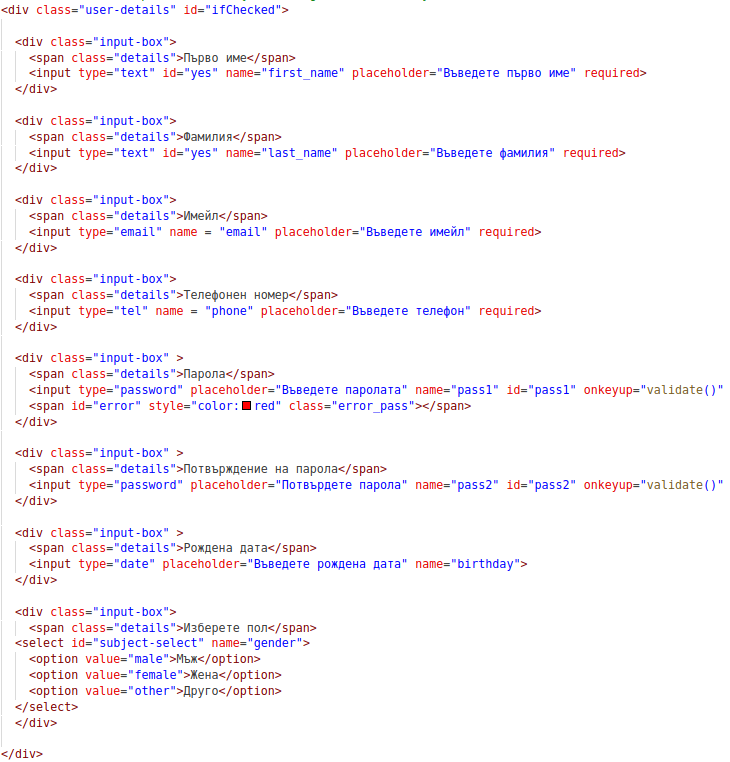 <div class="user-details" id="ifChecked">
<div class="input-box">
<span class="details">Първо име</span>
<input type="text" id="yes" name="first_name" placeholder="Въведете първо име" required>
</div>
<div class="input-box">
<span class="details">Фамилия</span>
<input type="text" id="yes" name="last_name" placeholder="Въведете фамилия" required>
</div>
<div class="input-box">
<span class="details">Имейл</span>
<input type="email" name = "email" placeholder="Въведете имейл" required>
</div>
<div class="input-box">
<span class="details">Телефонен номер</span>
<input type="tel" name = "phone" placeholder="Въведете телефон" required>
</div>
<div class="input-box" >
<span class="details">Парола</span>
<input type="password" placeholder="Въведете паролата" name="pass1" id="pass1" onkeyup="validate()"
<span id="error" style="color:red" class="error_pass"></span>
</div>
<div class="input-box" >
<span class="details">Потвърждение на парола</span>
<input type="password" placeholder="Потвърдете парола" name="pass2" id="pass2" onkeyup="validate()"
</div>
<div class="input-box" >
<span class="details">Рождена дата</span>
<input type="date" placeholder="Въведете рождена дата" name="birthday">
</div>
<div class="input-box">
<span class="details">Изберете пол</span>
<select id="subject-select" name="gender">
<option value="male">Мъж</option>
<option value="female">Жена</option>
<option value="other">Друго</option>
</select>
</div>
</div>